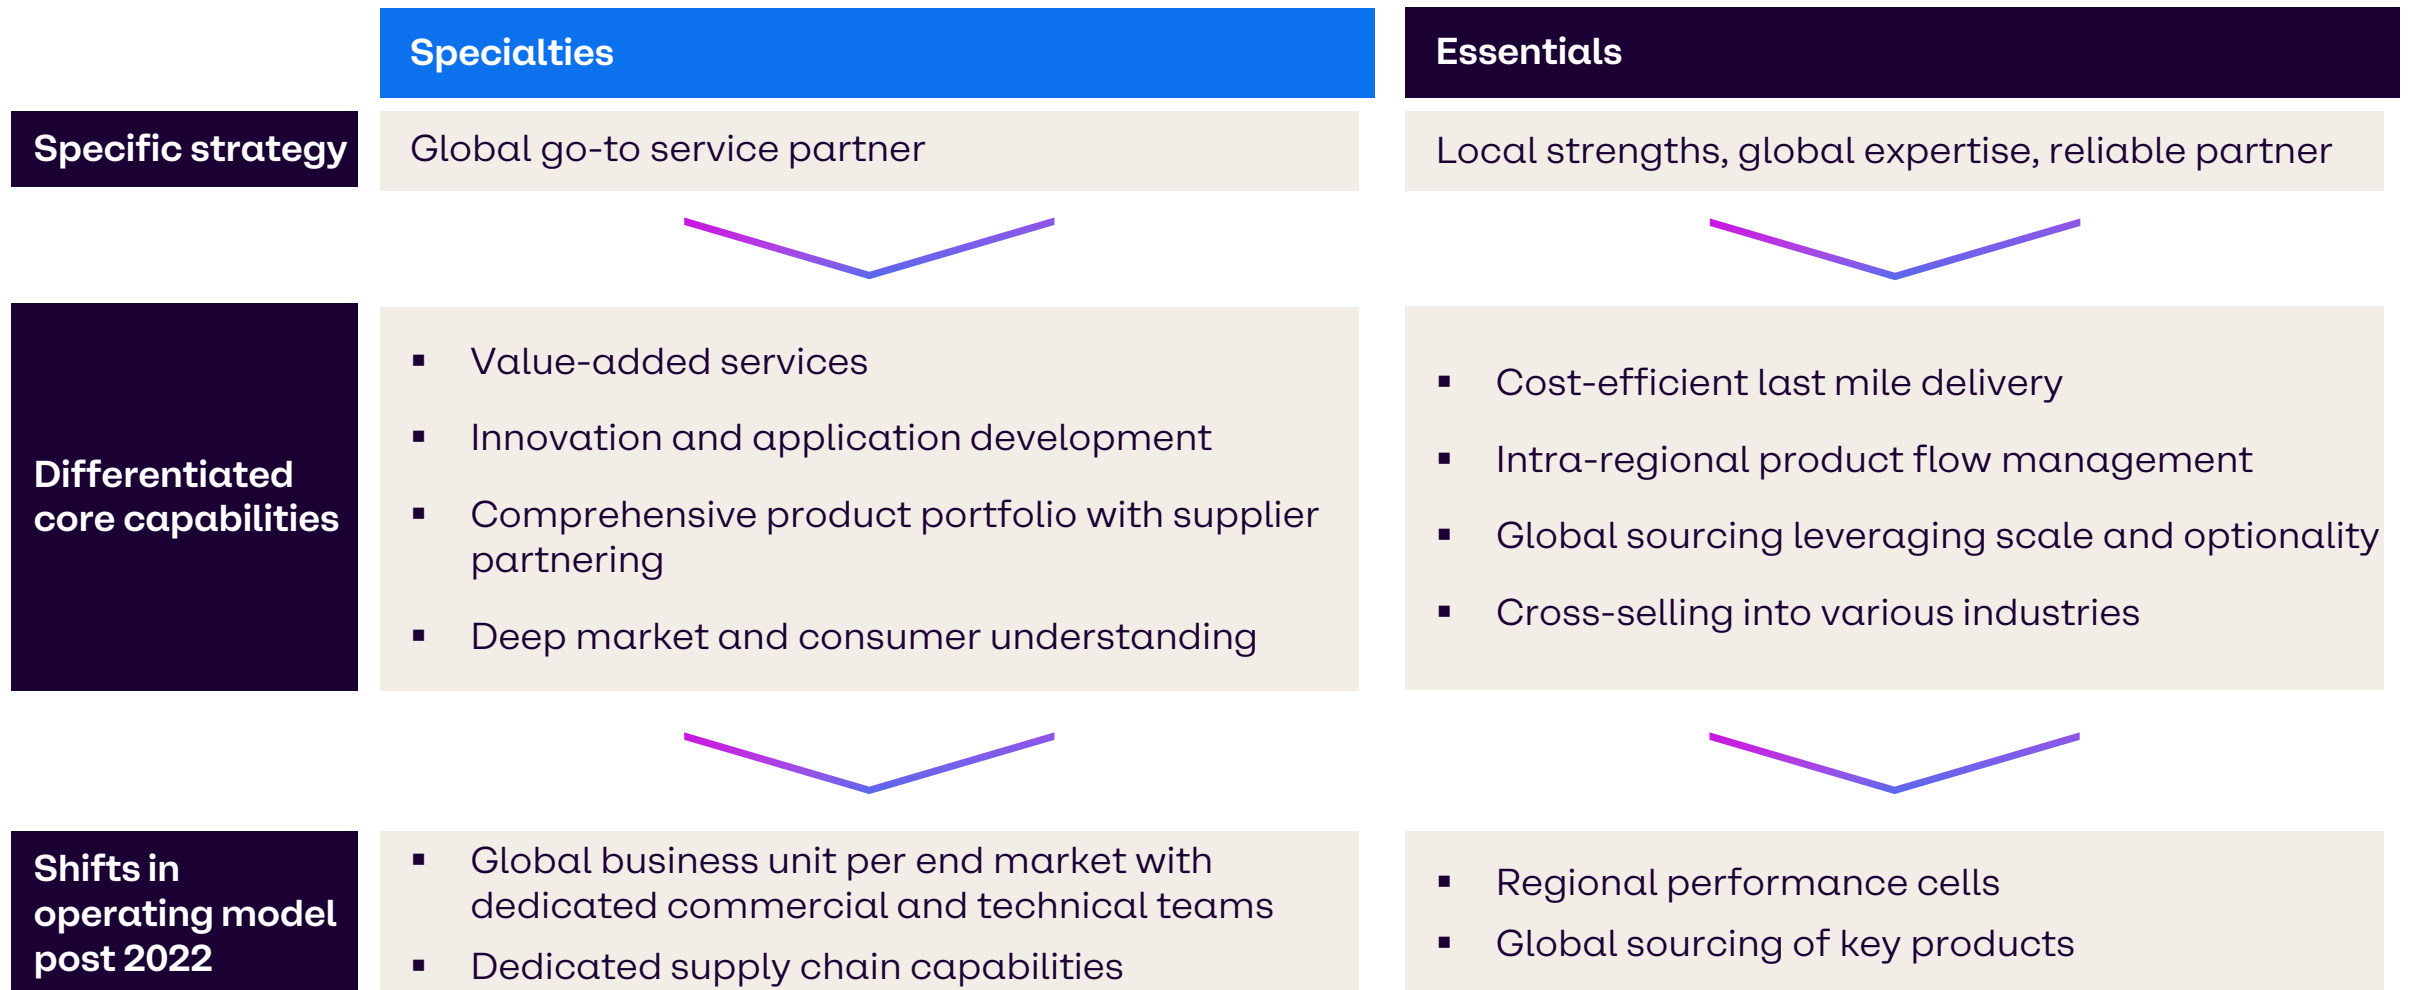 Specialties
Essentials
Specific strategy
Global go-to service partner
Local strengths, global expertise, reliable partner
Differentiated
core capabilities
▪ Value-added services
▪ Innovation and application development
▪ Comprehensive product portfolio with supplier
partnering
▪ Deep market and consumer understanding
▪ Cost-efficient last mile delivery
▪ Intra-regional product flow management
▪ Global sourcing leveraging scale and optionality
▪ Cross-selling into various industries
Shifts in
operating model
post 2022
▪ Global business unit per end market with
dedicated commercial and technical teams
▪ Dedicated supply chain capabilities
▪ Regional performance cells
▪ Global sourcing of key products